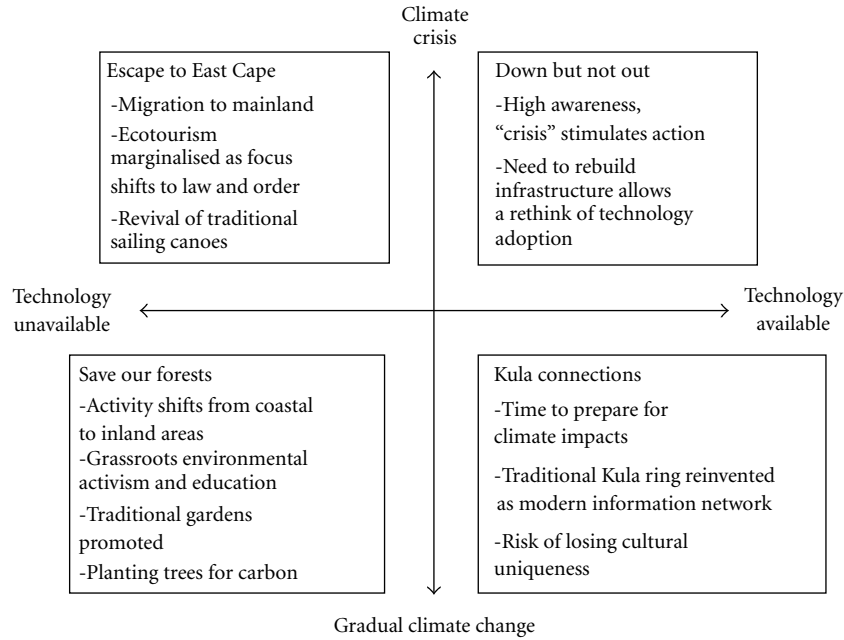 Climate
crisis
Escape to East Cape
-Migration to mainland
-Ecotourism
marginalised as focus
shifts to law and order
-Revival of traditional
sailing canoes
Down but not out
-High awareness,
“crisis” stimulates action
-Need to rebuild
infrastructure allows
a rethink of technology
adoption
Technology
unavailable
Technology
available
Save our forests
-Activity shifts from coastal
to inland areas
-Grassroots environmental
activism and education
-Traditional gardens
promoted
-Planting trees for carbon
Kula connections
-Time to prepare for
climate impacts
-Traditional Kula ring reinvented
as modern information network
-Risk of losing cultural
uniqueness
Gradual climate change